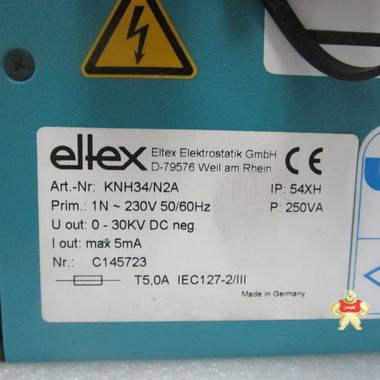 eltex
Eltex Elektrostatik GmbH
D-79576 Weil am Rhein
Art.-Nr: KNH34/N2A IP: 54XH
Prim.: 1N ~ 230V 50/60Hz P: 250VA
U out: 0 - 30KV DC neg.
I out: max 5mA
Nr.: C145723
T5,0A IEC127-2/III
Made in Germany